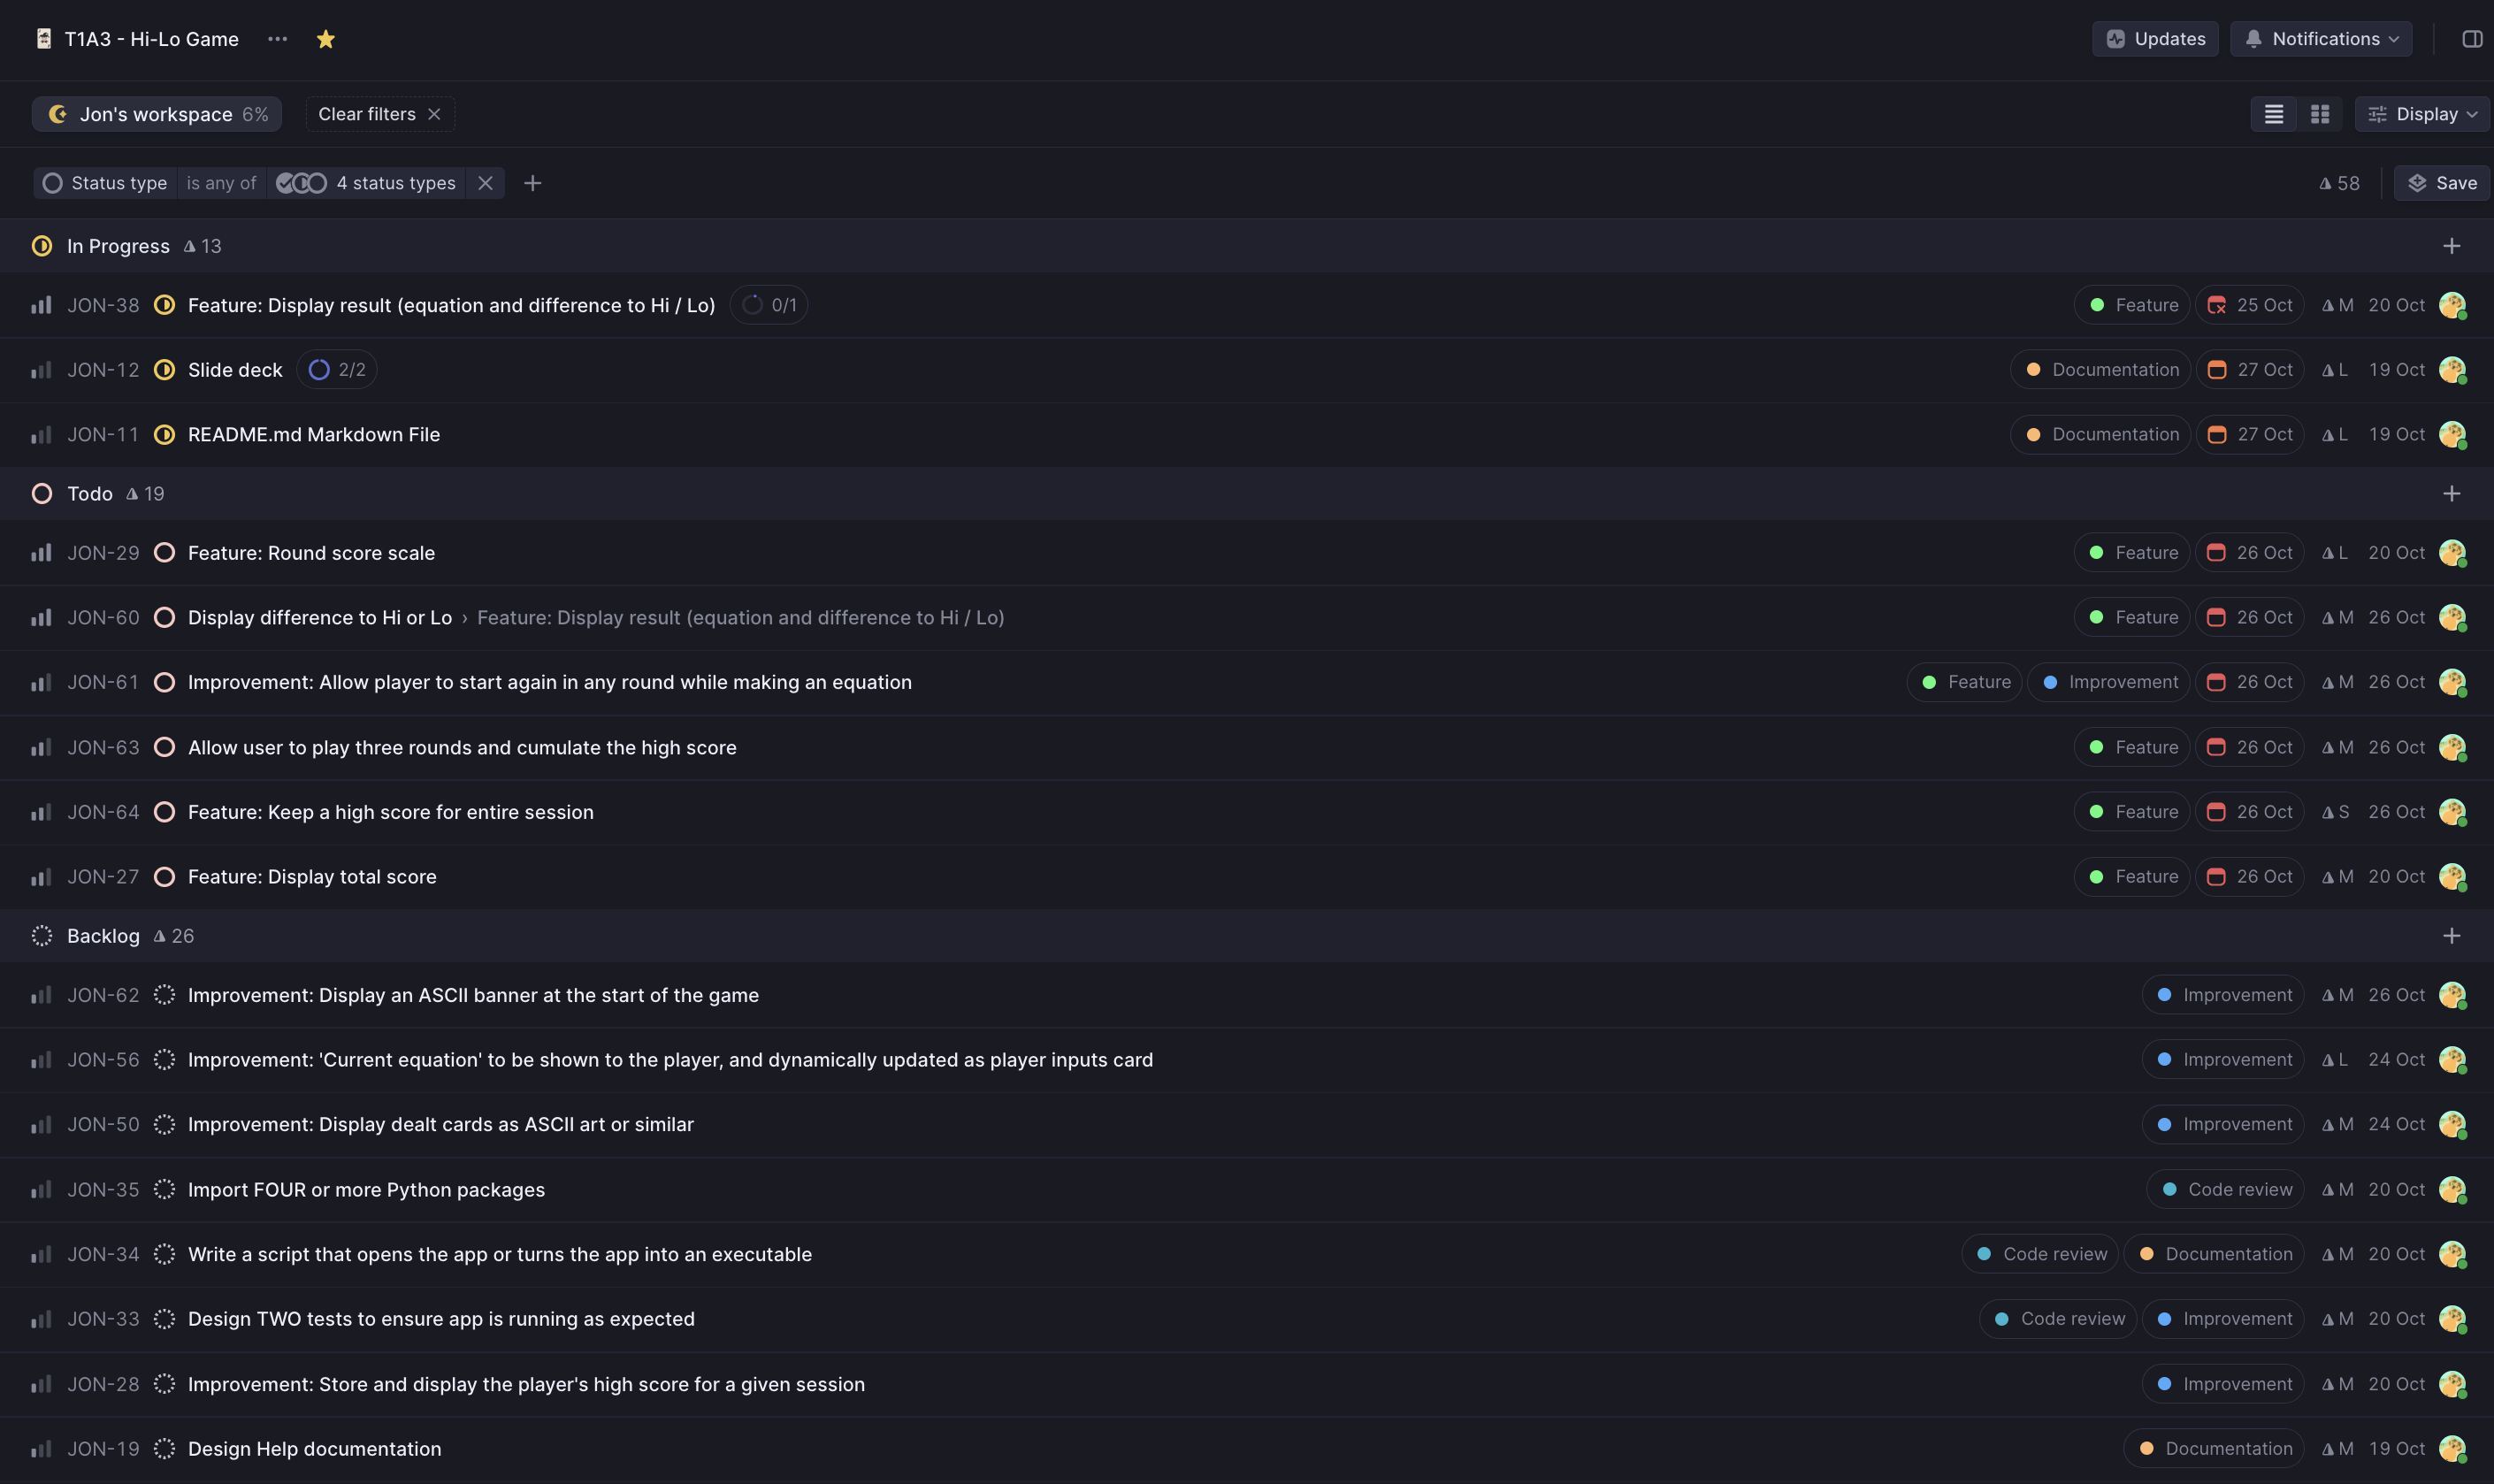 T1A3 - Hi-Lo Game
Updates
Notifications
Jon's workspace 6%
Clear filters
Display
Status type is any of 4 status types
58
Save
In Progress 13
JON-38 Feature: Display result (equation and difference to Hi / Lo) 0/1 Feature 25 Oct M 20 Oct
JON-12 Slide deck 2/2 Documentation 27 Oct L 19 Oct
JON-11 README.md Markdown File Documentation 27 Oct L 19 Oct
Todo 19
JON-29 Feature: Round score scale Feature 26 Oct L 20 Oct
JON-60 Display difference to Hi or Lo › Feature: Display result (equation and difference to Hi / Lo) Feature 26 Oct M 26 Oct
JON-61 Improvement: Allow player to start again in any round while making an equation Feature Improvement 26 Oct M 26 Oct
JON-63 Allow user to play three rounds and cumulate the high score Feature 26 Oct M 26 Oct
JON-64 Feature: Keep a high score for entire session Feature 26 Oct S 26 Oct
JON-27 Feature: Display total score Feature 26 Oct M 20 Oct
Backlog 26
JON-62 Improvement: Display an ASCII banner at the start of the game Improvement M 26 Oct
JON-56 Improvement: 'Current equation' to be shown to the player, and dynamically updated as player inputs card Improvement L 24 Oct
JON-50 Improvement: Display dealt cards as ASCII art or similar Improvement M 24 Oct
JON-35 Import FOUR or more Python packages Code review M 20 Oct
JON-34 Write a script that opens the app or turns the app into an executable Code review Documentation M 20 Oct
JON-33 Design TWO tests to ensure app is running as expected Code review Improvement M 20 Oct
JON-28 Improvement: Store and display the player's high score for a given session Improvement M 20 Oct
JON-19 Design Help documentation Documentation M 19 Oct